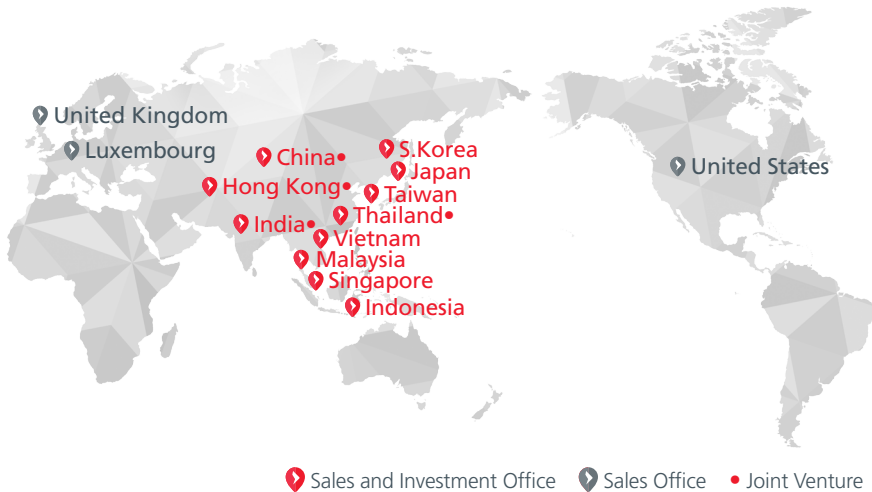 United Kingdom
Luxembourg
China•
S.Korea
Japan
United States
Hong Kong•
Taiwan
Thailand•
India•
Vietnam
Malaysia
Singapore
Indonesia
Sales and Investment Office Sales Office • Joint Venture